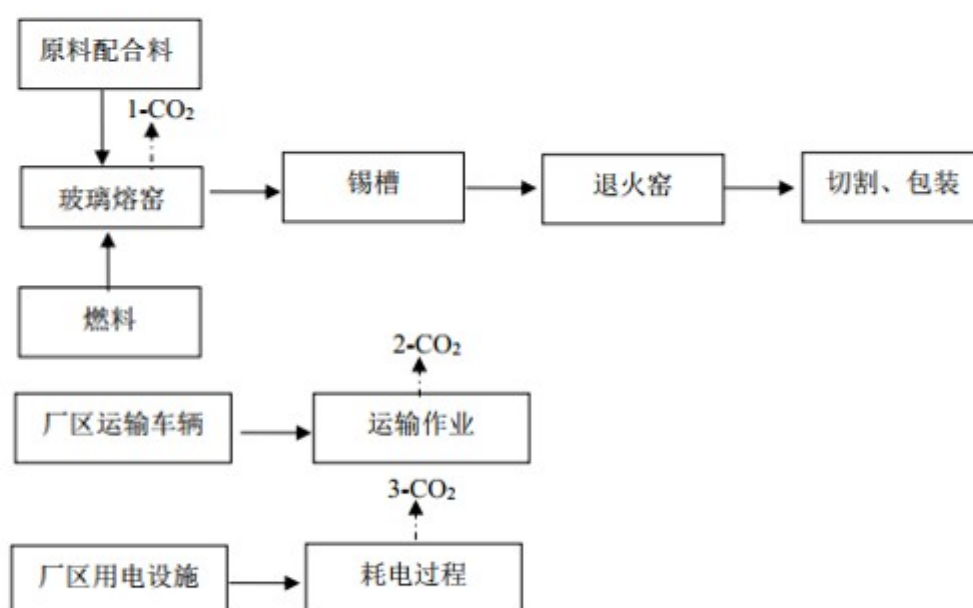 原料配合料
1-CO₂
玻璃熔窑
锡槽
退火窑
切割、包装
燃料
2-CO₂
厂区运输车辆
运输作业
3-CO₂
厂区用电设施
耗电过程